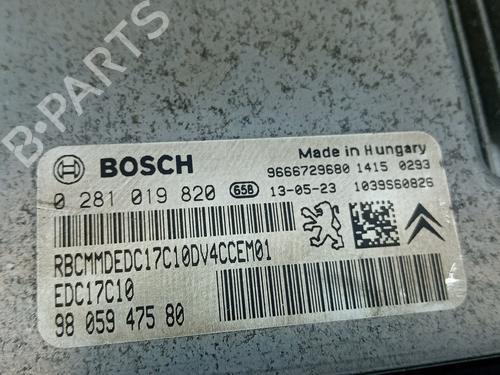 B-PARTS
BOSCH
Made in Hungary
9666729680 1415 0293
0 281 019 820 658 13-05-23 1039S60826
RBCMMDEDC17C10DV4CCEM01
EDC17C10
98 059 475 80